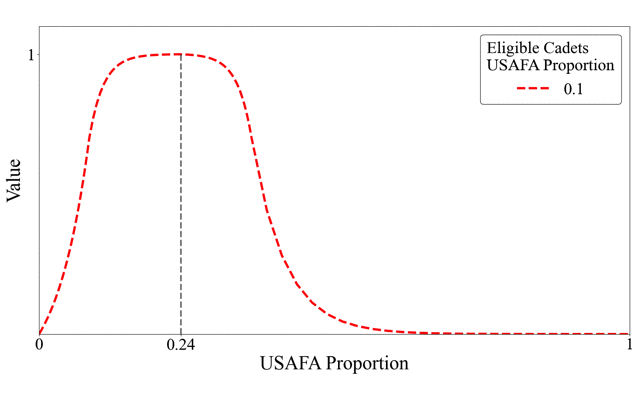 Eligible Cadets
USAFA Proportion
0.1
1
Value
0
0.24
1
USAFA Proportion